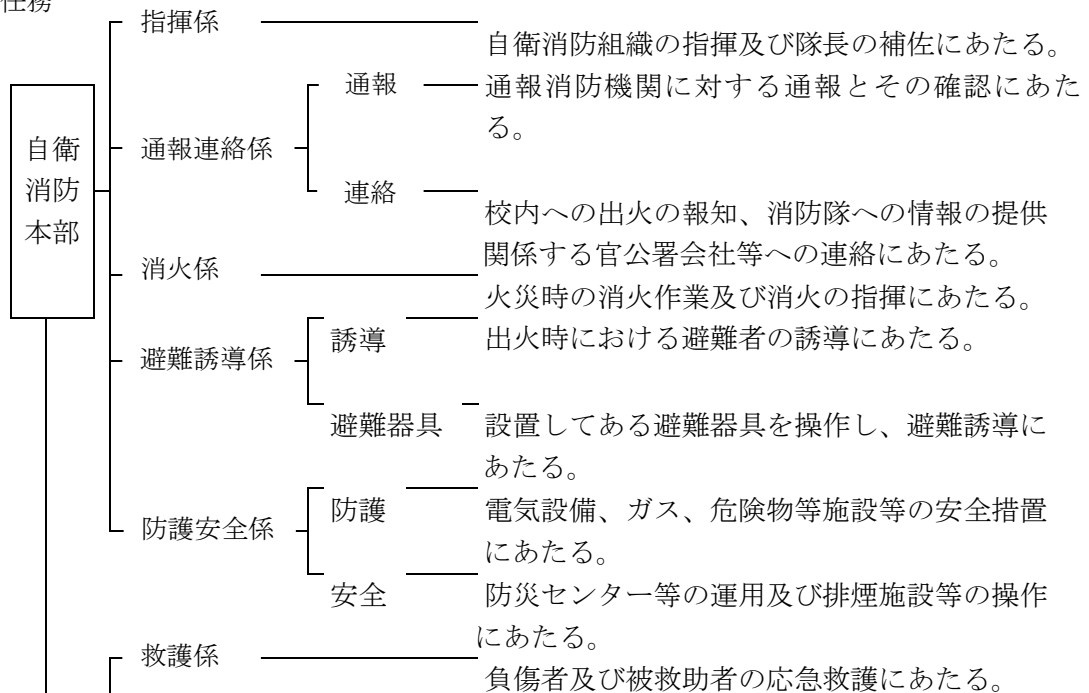 任務
指揮係
自衛消防組織の指揮及び隊長の補佐にあたる。
通報
通報消防機関に対する通報とその確認にあた
る。
自衛
消防
本部
通報連絡係
連絡
校内への出火の報知、消防隊への情報の提供
関係する官公署会社等への連絡にあたる。
消火係
火災時の消火作業及び消火の指揮にあたる。
避難誘導係
誘導
出火時における避難者の誘導にあたる。
避難器具
設置してある避難器具を操作し、避難誘導に
あたる。
防護安全係
防護
電気設備、ガス、危険物等施設等の安全措置
にあたる。
安全
防災センター等の運用及び排煙施設等の操作
にあたる。
救護係
負傷者及び被救助者の応急救護にあたる。